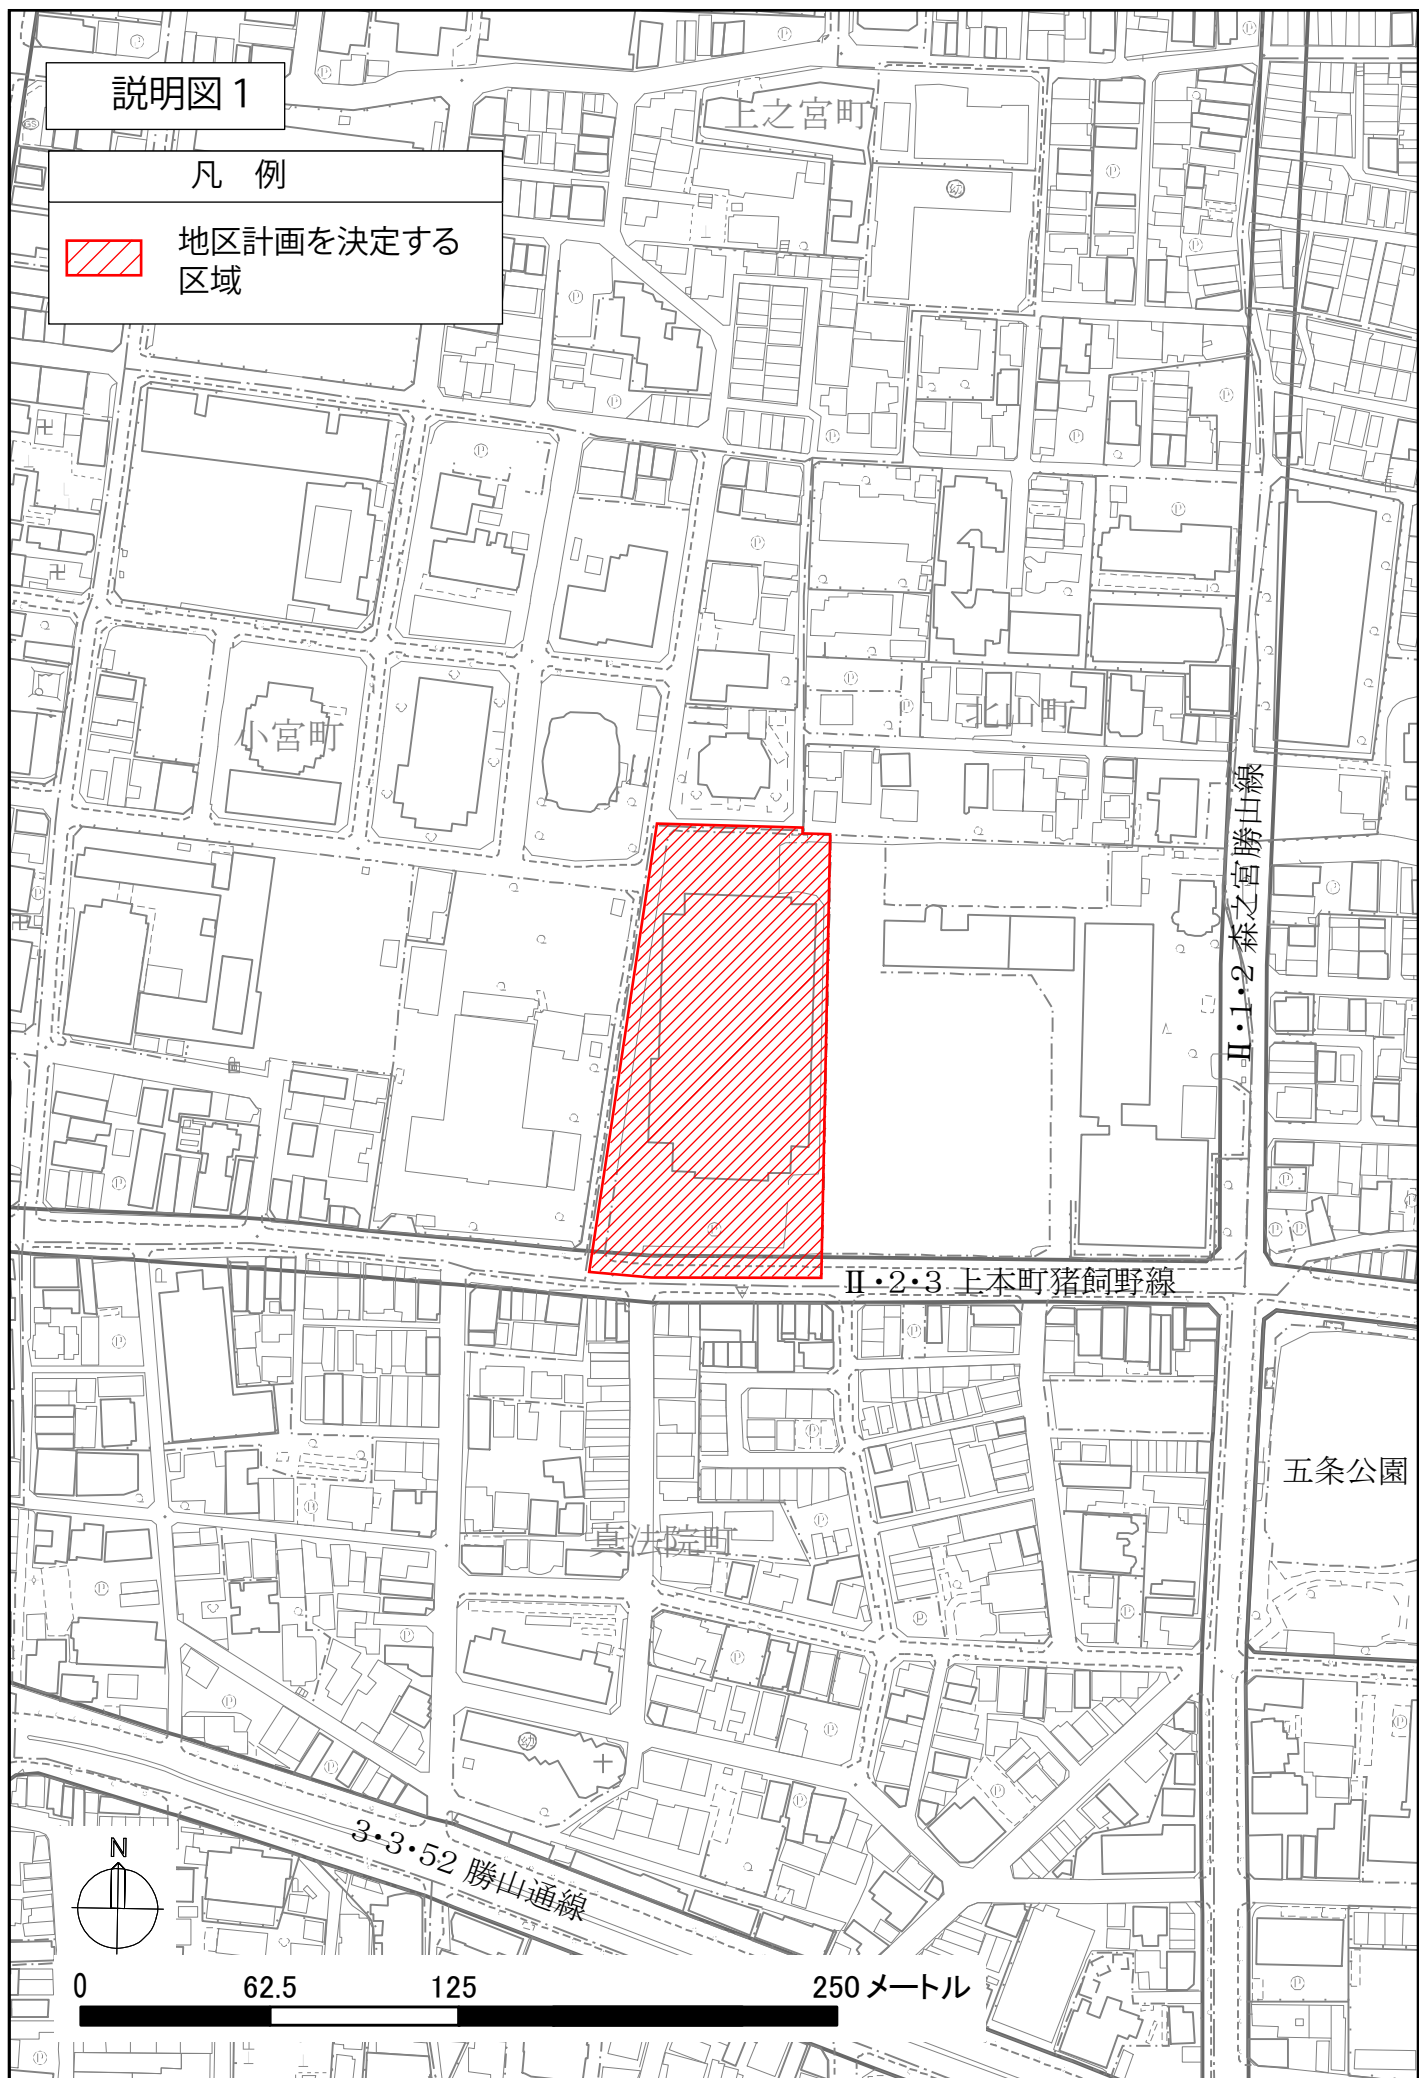 説明図1
凡 例
地区計画を決定する
区域
上之宮町
幼
小宮町
北山町
Ⅱ・1・2 森之宮勝山線
Ⅱ・2・3 上本町猪飼野線
五条公園
真法院町
幼
3・3・52 勝山通線
N
0 62.5 125 250 メートル